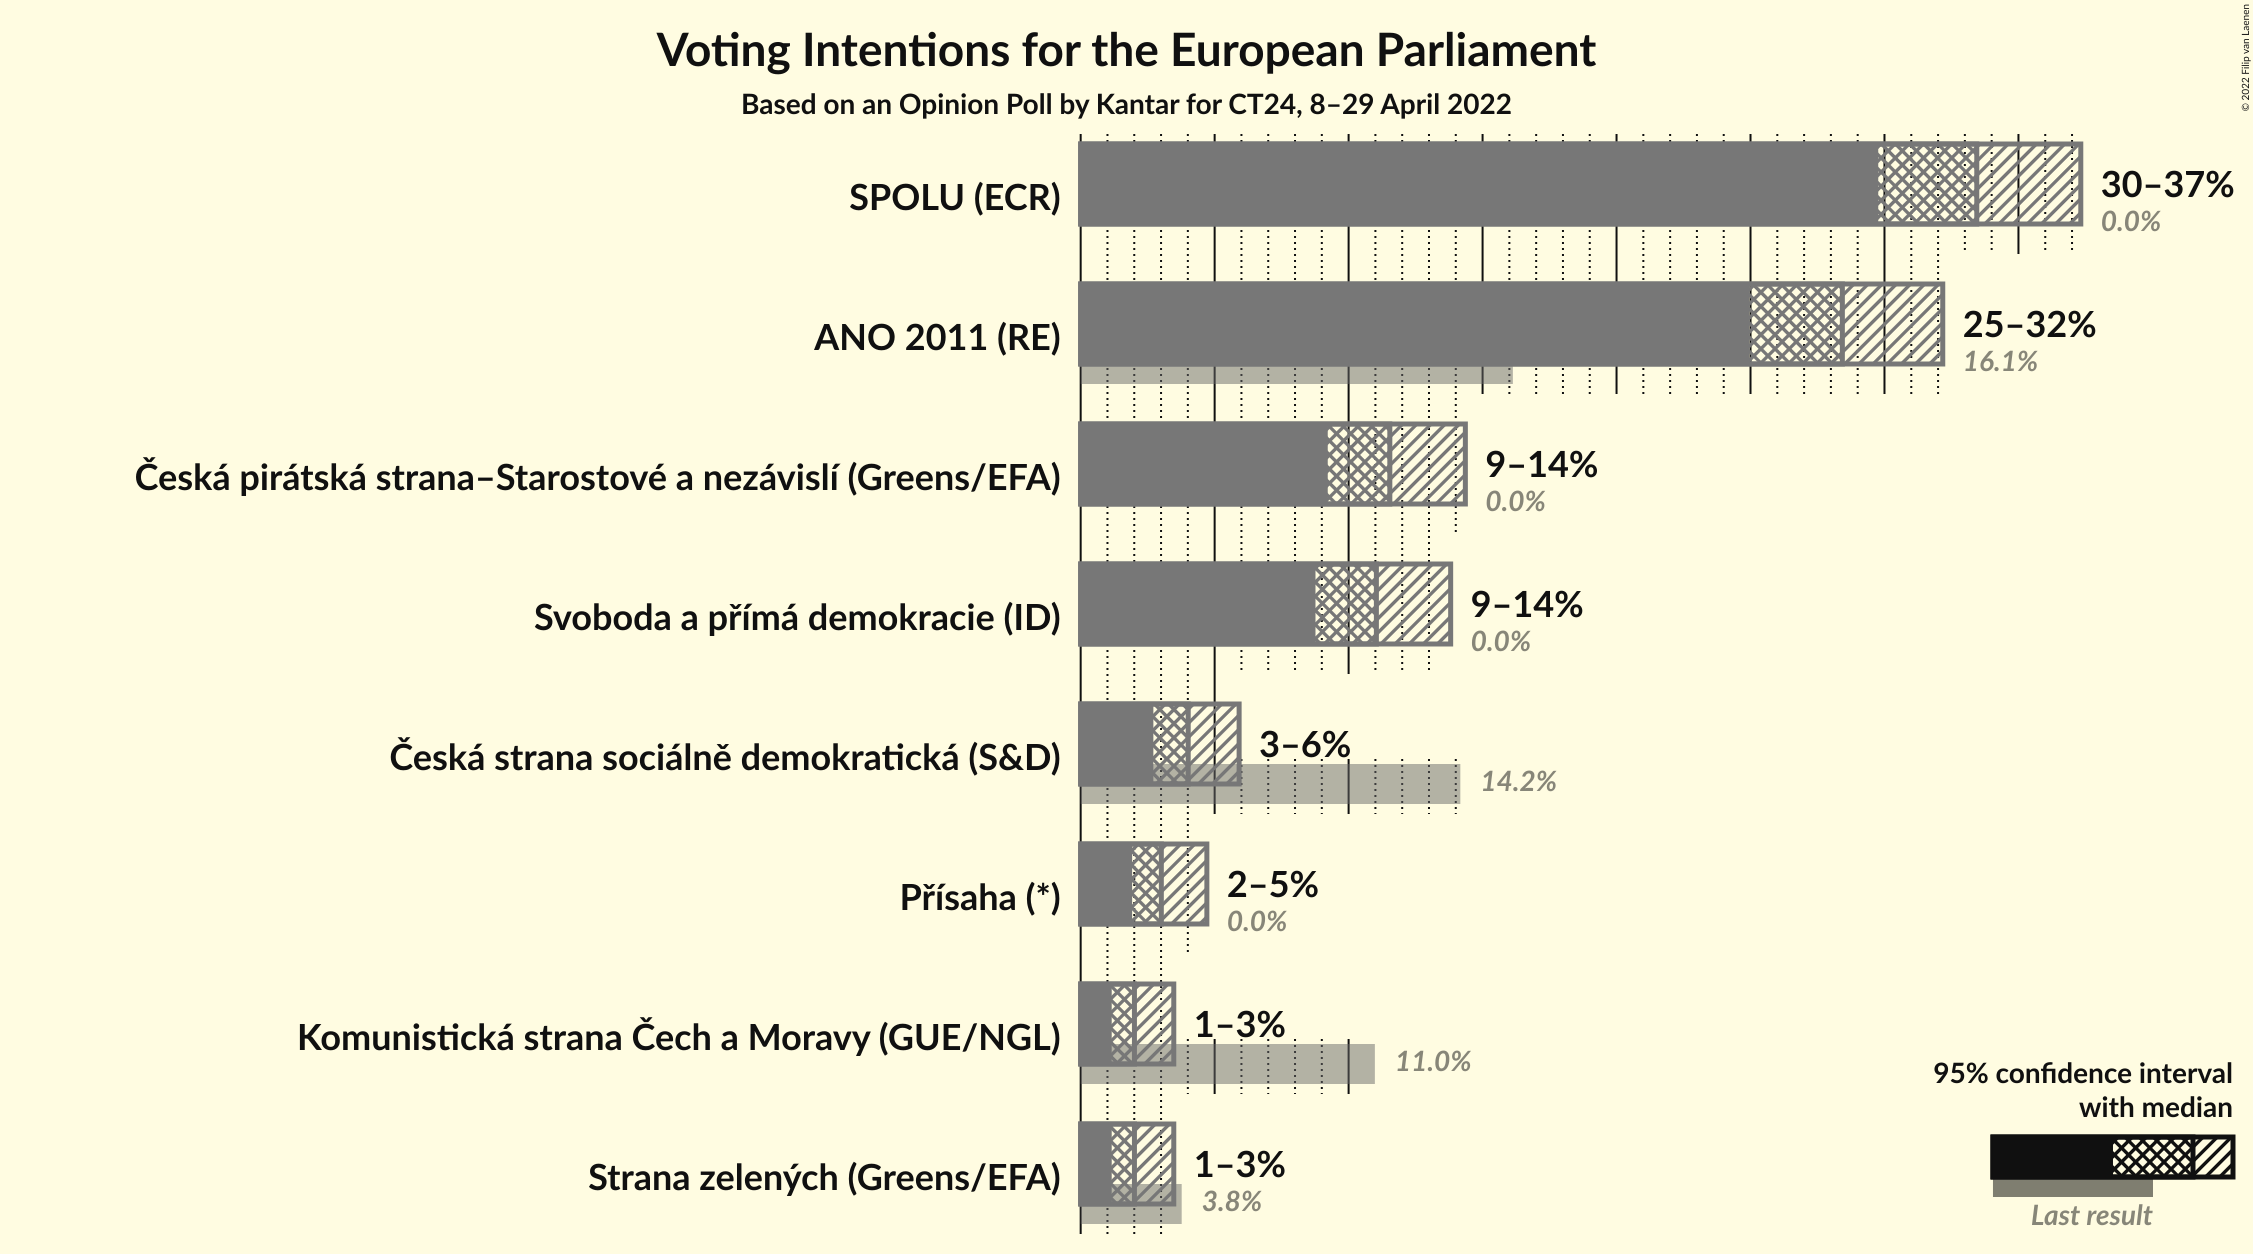 Voting Intentions for the European Parliament
Based on an Opinion Poll by Kantar for CT24, 8–29 April 2022
© 2022 Filip van Laenen
SPOLU (ECR)
30–37%
0.0%
ANO 2011 (RE)
25–32%
16.1%
Česká pirátská strana–Starostové a nezávislí (Greens/EFA)
9–14%
0.0%
Svoboda a přímá demokracie (ID)
9–14%
0.0%
Česká strana sociálně demokratická (S&D)
3–6%
14.2%
Přísaha (*)
2–5%
0.0%
Komunistická strana Čech a Moravy (GUE/NGL)
1–3%
11.0%
Strana zelených (Greens/EFA)
1–3%
3.8%
95% confidence interval
with median
Last result